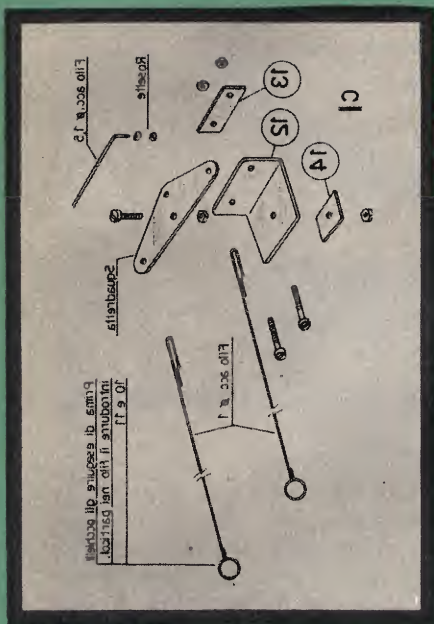 C1
13
12
14
Rosette
Filo acc. ø 1,5
Squadretta
Filo acc ø 1
Prima di eseguire gli occhielli
introdurre il filo nei particol.
10 e 11